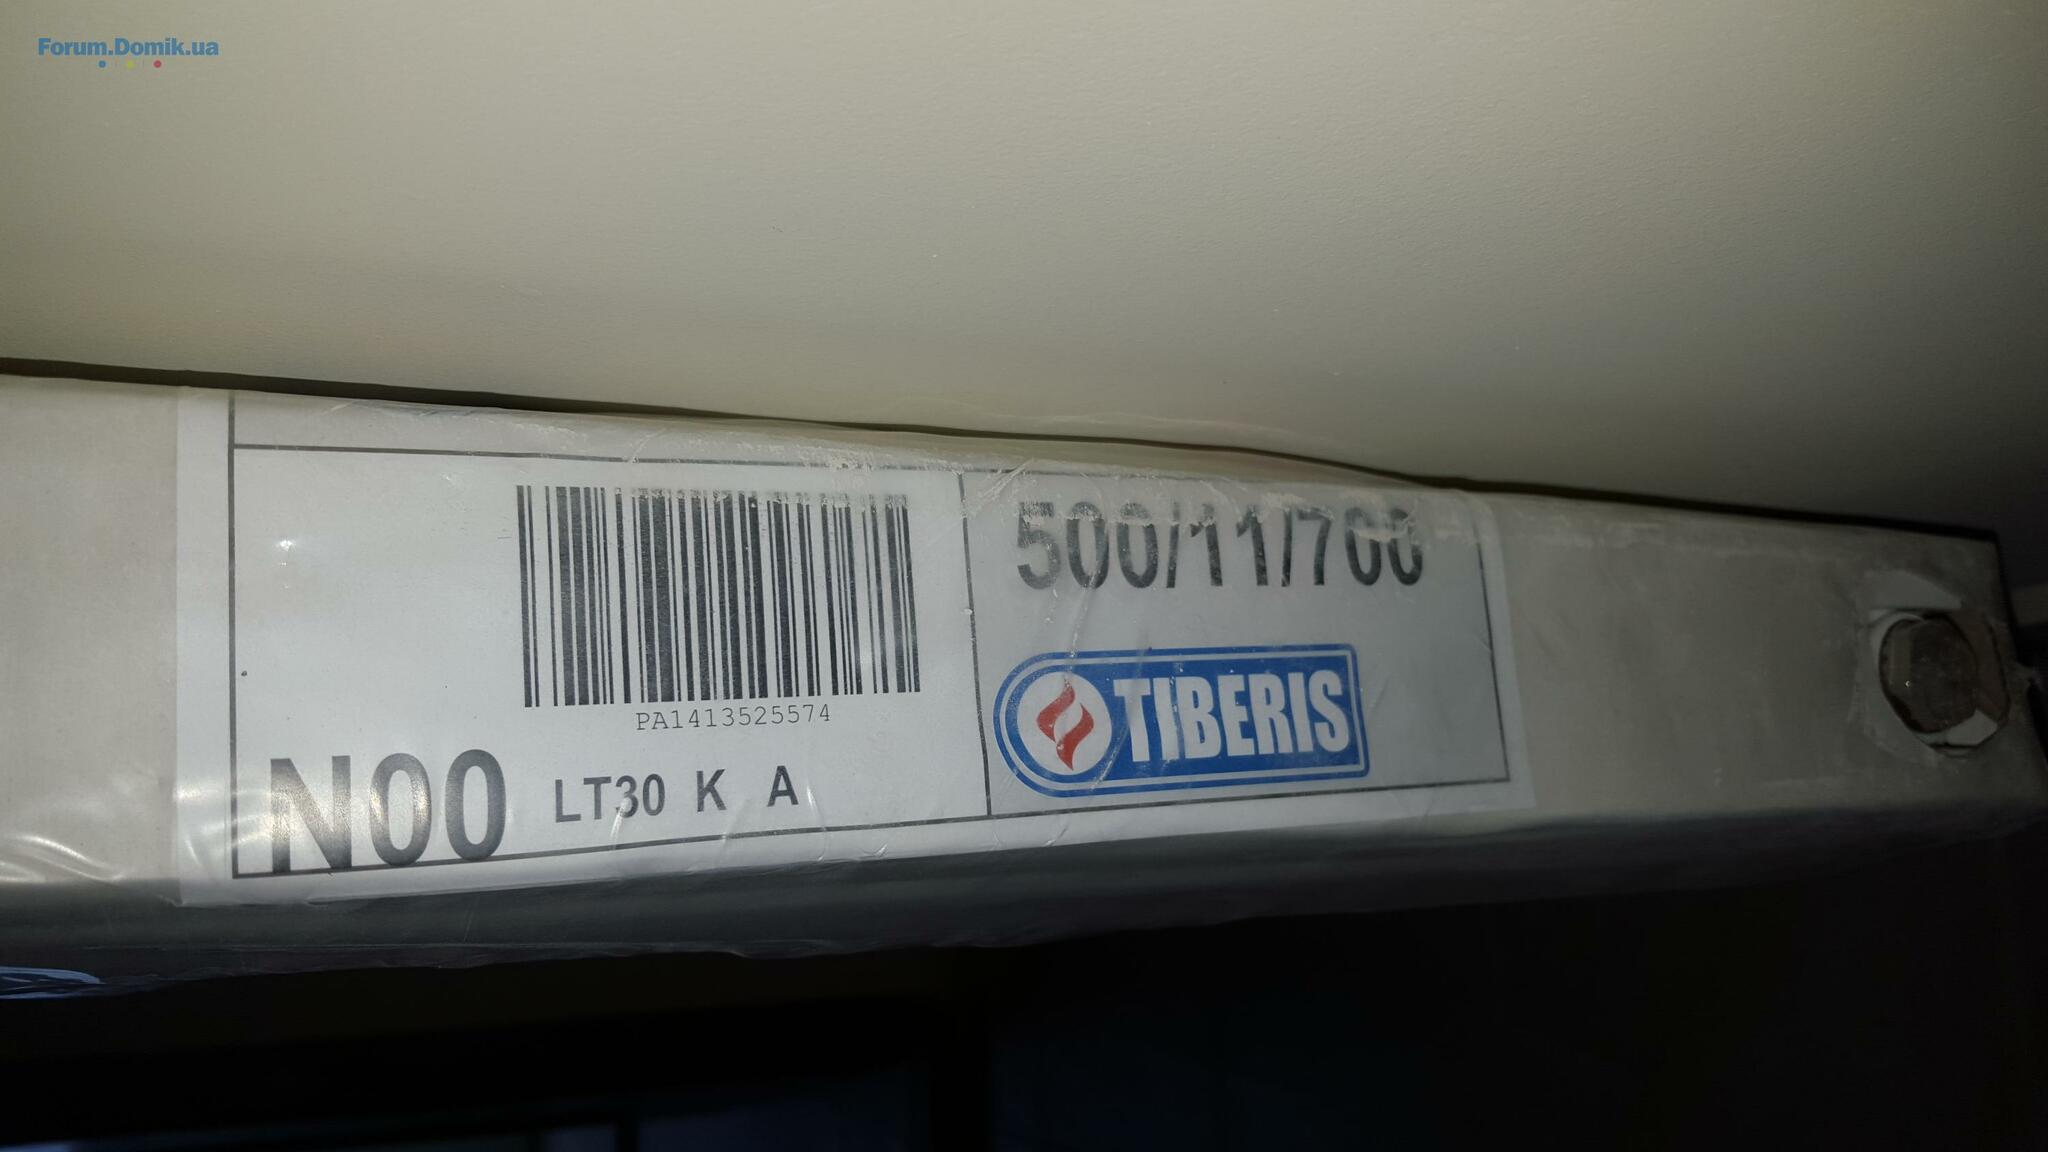 Forum.Domik.ua
500/11/700
PA1413525574
TIBERIS
N00 LT30 K A